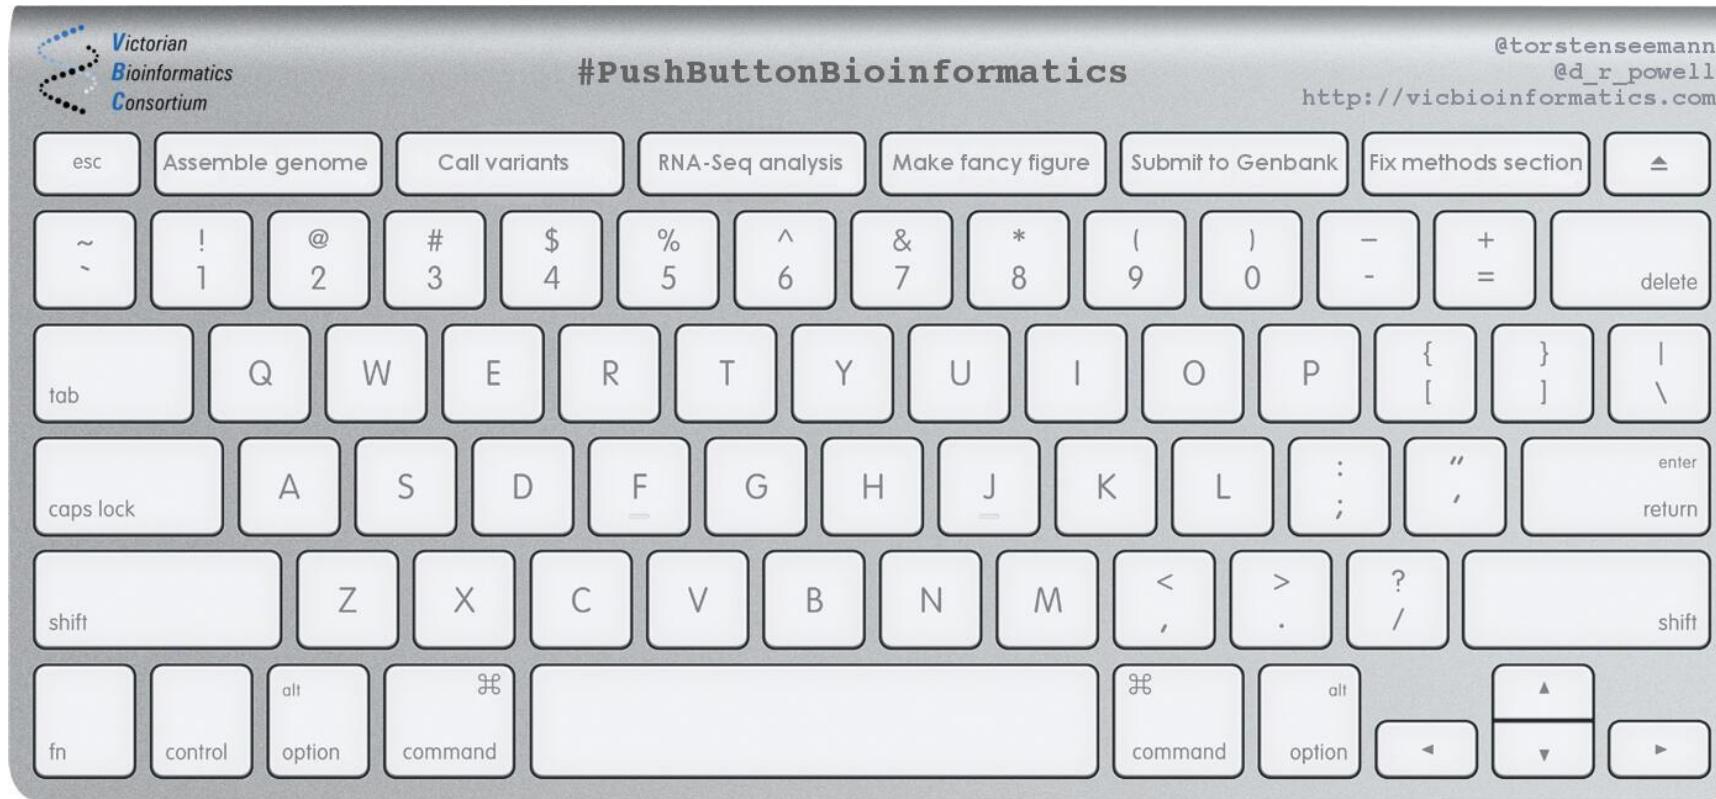 Victorian
Bioinformatics
Consortium
#PushButtonBioinformatics
@torstenseemann
@d_r_powell
http://vicbioinformatics.com
esc Assemble genome Call variants RNA-Seq analysis Make fancy figure Submit to Genbank Fix methods section ⏏
~ ! @ # $ % ^ & * ( ) – +
` 1 2 3 4 5 6 7 8 9 0 - = delete
tab Q W E R T Y U I O P { } |
[ ] \
caps lock A S D F G H J K L : " enter
; ' return
shift Z X C V B N M < > ? shift
, . /
alt ⌘ ⌘ alt ▲
fn control option command command option ◄ ▼ ►